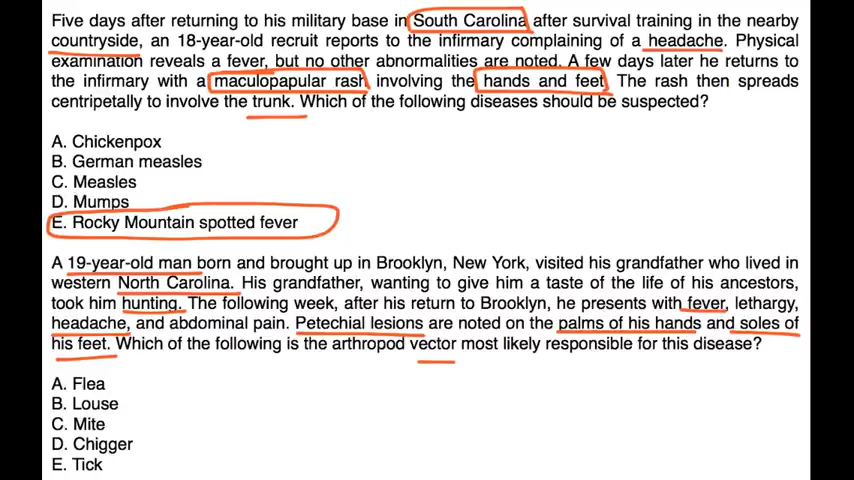 Five days after returning to his military base in South Carolina after survival training in the nearby
countryside, an 18-year-old recruit reports to the infirmary complaining of a headache. Physical
examination reveals a fever, but no other abnormalities are noted. A few days later he returns to
the infirmary with a maculopapular rash involving the hands and feet. The rash then spreads
centripetally to involve the trunk. Which of the following diseases should be suspected?
A. Chickenpox
B. German measles
C. Measles
D. Mumps
E. Rocky Mountain spotted fever
A 19-year-old man born and brought up in Brooklyn, New York, visited his grandfather who lived in
western North Carolina. His grandfather, wanting to give him a taste of the life of his ancestors,
took him hunting. The following week, after his return to Brooklyn, he presents with fever, lethargy,
headache, and abdominal pain. Petechial lesions are noted on the palms of his hands and soles of
his feet. Which of the following is the arthropod vector most likely responsible for this disease?
A. Flea
B. Louse
C. Mite
D. Chigger
E. Tick